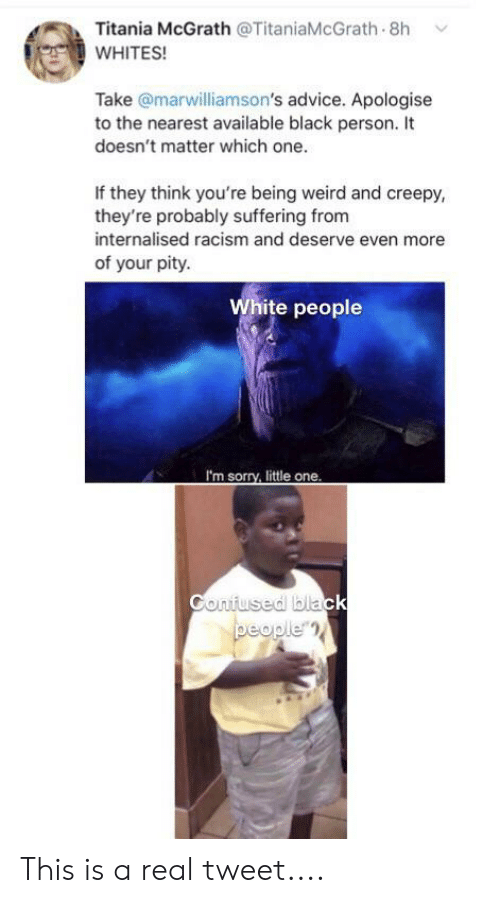 Titania McGrath @TitaniaMcGrath · 8h
WHITES!
Take @marwilliamson's advice. Apologise
to the nearest available black person. It
doesn't matter which one.
If they think you're being weird and creepy,
they're probably suffering from
internalised racism and deserve even more
of your pity.
White people
I'm sorry, little one.
Confused black
people
This is a real tweet....